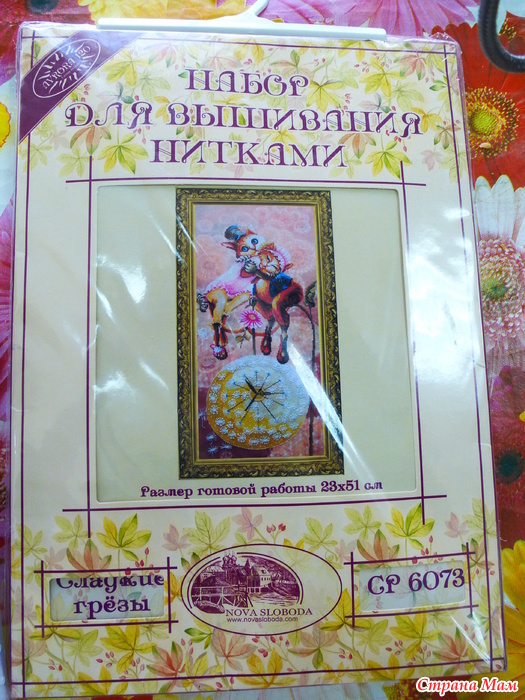 НАБОР
ДЛЯ ВЫШИВАНИЯ
НИТКАМИ
Размер готовой работы 23х51 см
Сладкие
грёзы
NOVA SLOBODA
www.novasloboda.com
СР 6073
Страна Мам